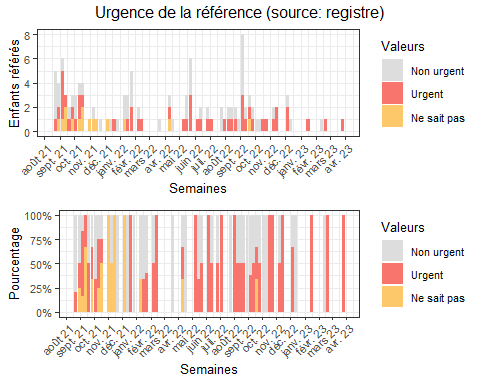 Urgence de la référence (source: registre)
Enfants référés
8
6
4
2
0
août 21
sept. 21
oct. 21
nov. 21
déc. 21
janv. 22
févr. 22
mars 22
avr. 22
mai 22
juin 22
juil. 22
août 22
sept. 22
oct. 22
nov. 22
déc. 22
janv. 23
févr. 23
mars 23
avr. 23
Semaines
Valeurs
Non urgent
Urgent
Ne sait pas
Pourcentage
100%
75%
50%
25%
0%
août 21
sept. 21
oct. 21
nov. 21
déc. 21
janv. 22
févr. 22
mars 22
avr. 22
mai 22
juin 22
juil. 22
août 22
sept. 22
oct. 22
nov. 22
déc. 22
janv. 23
févr. 23
mars 23
avr. 23
Semaines
Valeurs
Non urgent
Urgent
Ne sait pas